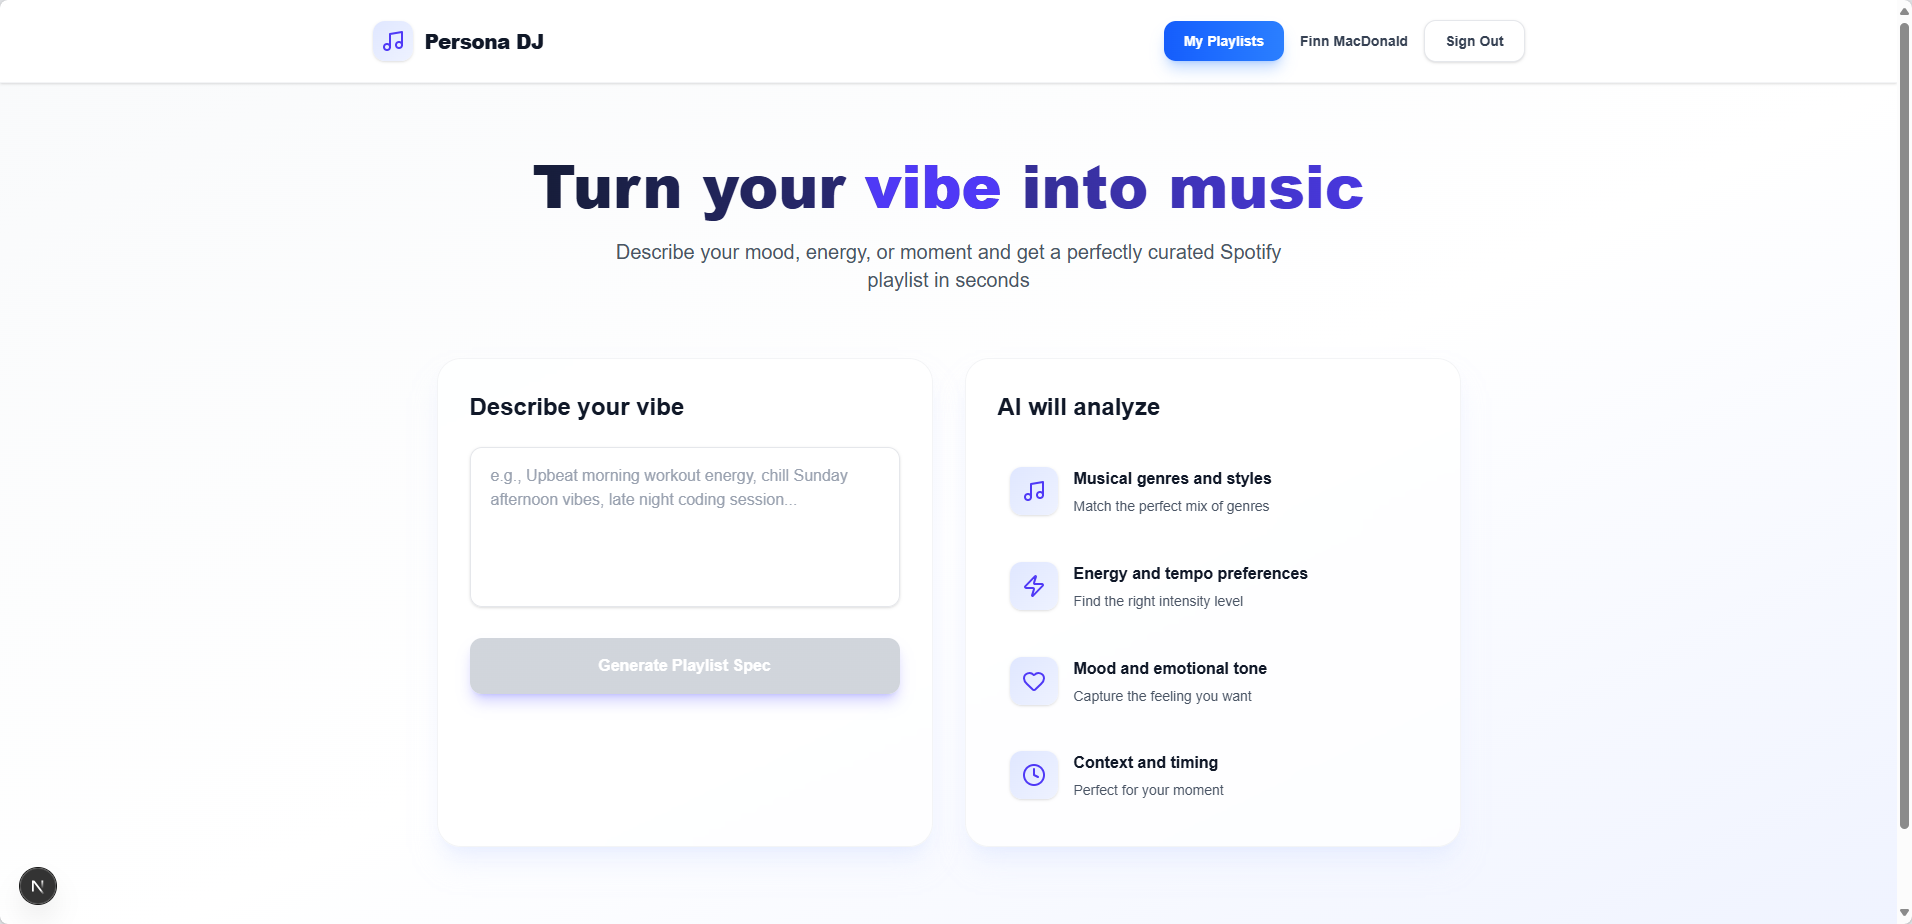 Persona DJ
My Playlists
Finn MacDonald
Sign Out
Turn your vibe into music
Describe your mood, energy, or moment and get a perfectly curated Spotify
playlist in seconds
Describe your vibe
e.g., Upbeat morning workout energy, chill Sunday
afternoon vibes, late night coding session...
Generate Playlist Spec
AI will analyze
Musical genres and styles
Match the perfect mix of genres
Energy and tempo preferences
Find the right intensity level
Mood and emotional tone
Capture the feeling you want
Context and timing
Perfect for your moment
N